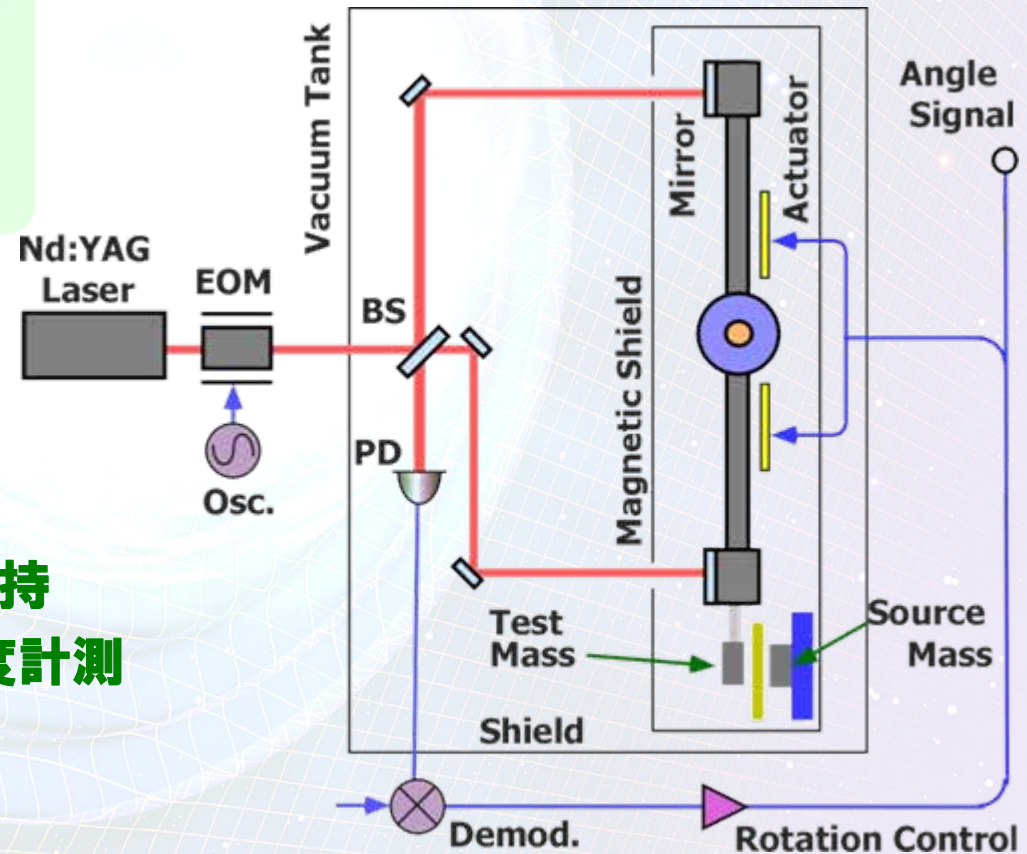 Vacuum Tank
Angle
Signal
Mirror
Actuator
Nd:YAG
Laser
EOM
BS
Magnetic Shield
PD
Osc.
持
度計測
Test
Mass
Source
Mass
Shield
Demod.
Rotation Control